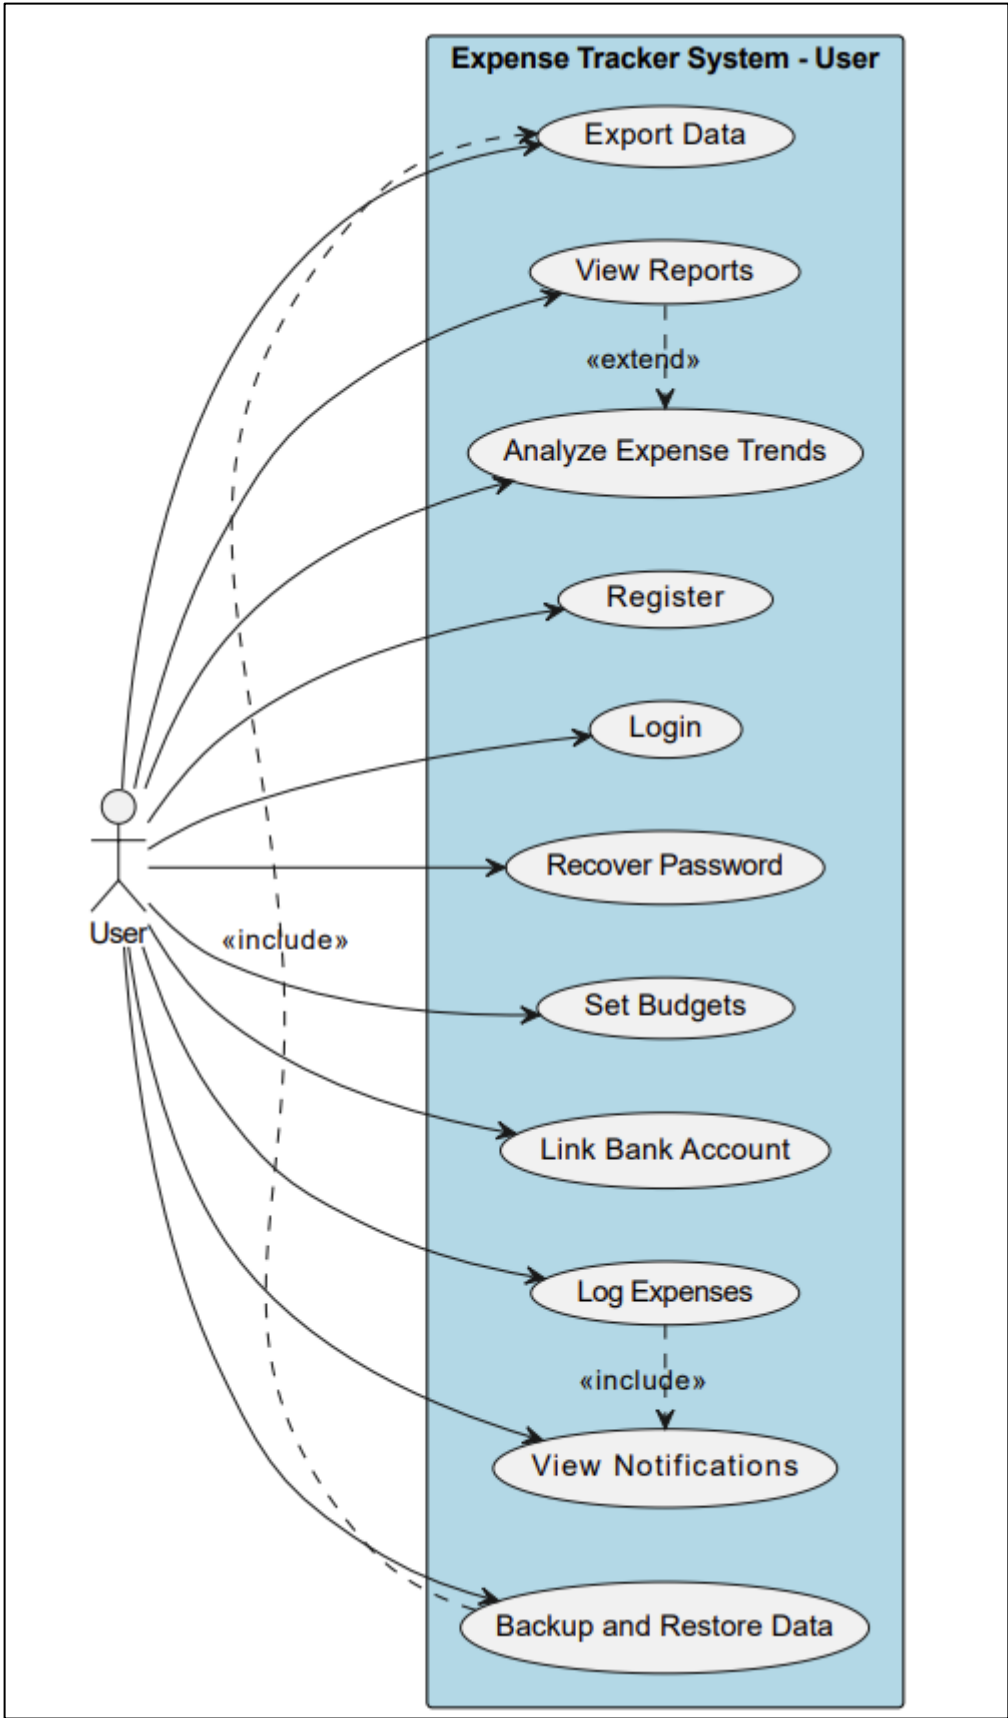 Expense Tracker System - User
Export Data
View Reports
«extend»
Analyze Expense Trends
Register
Login
Recover Password
User
«include»
Set Budgets
Link Bank Account
Log Expenses
«include»
View Notifications
Backup and Restore Data